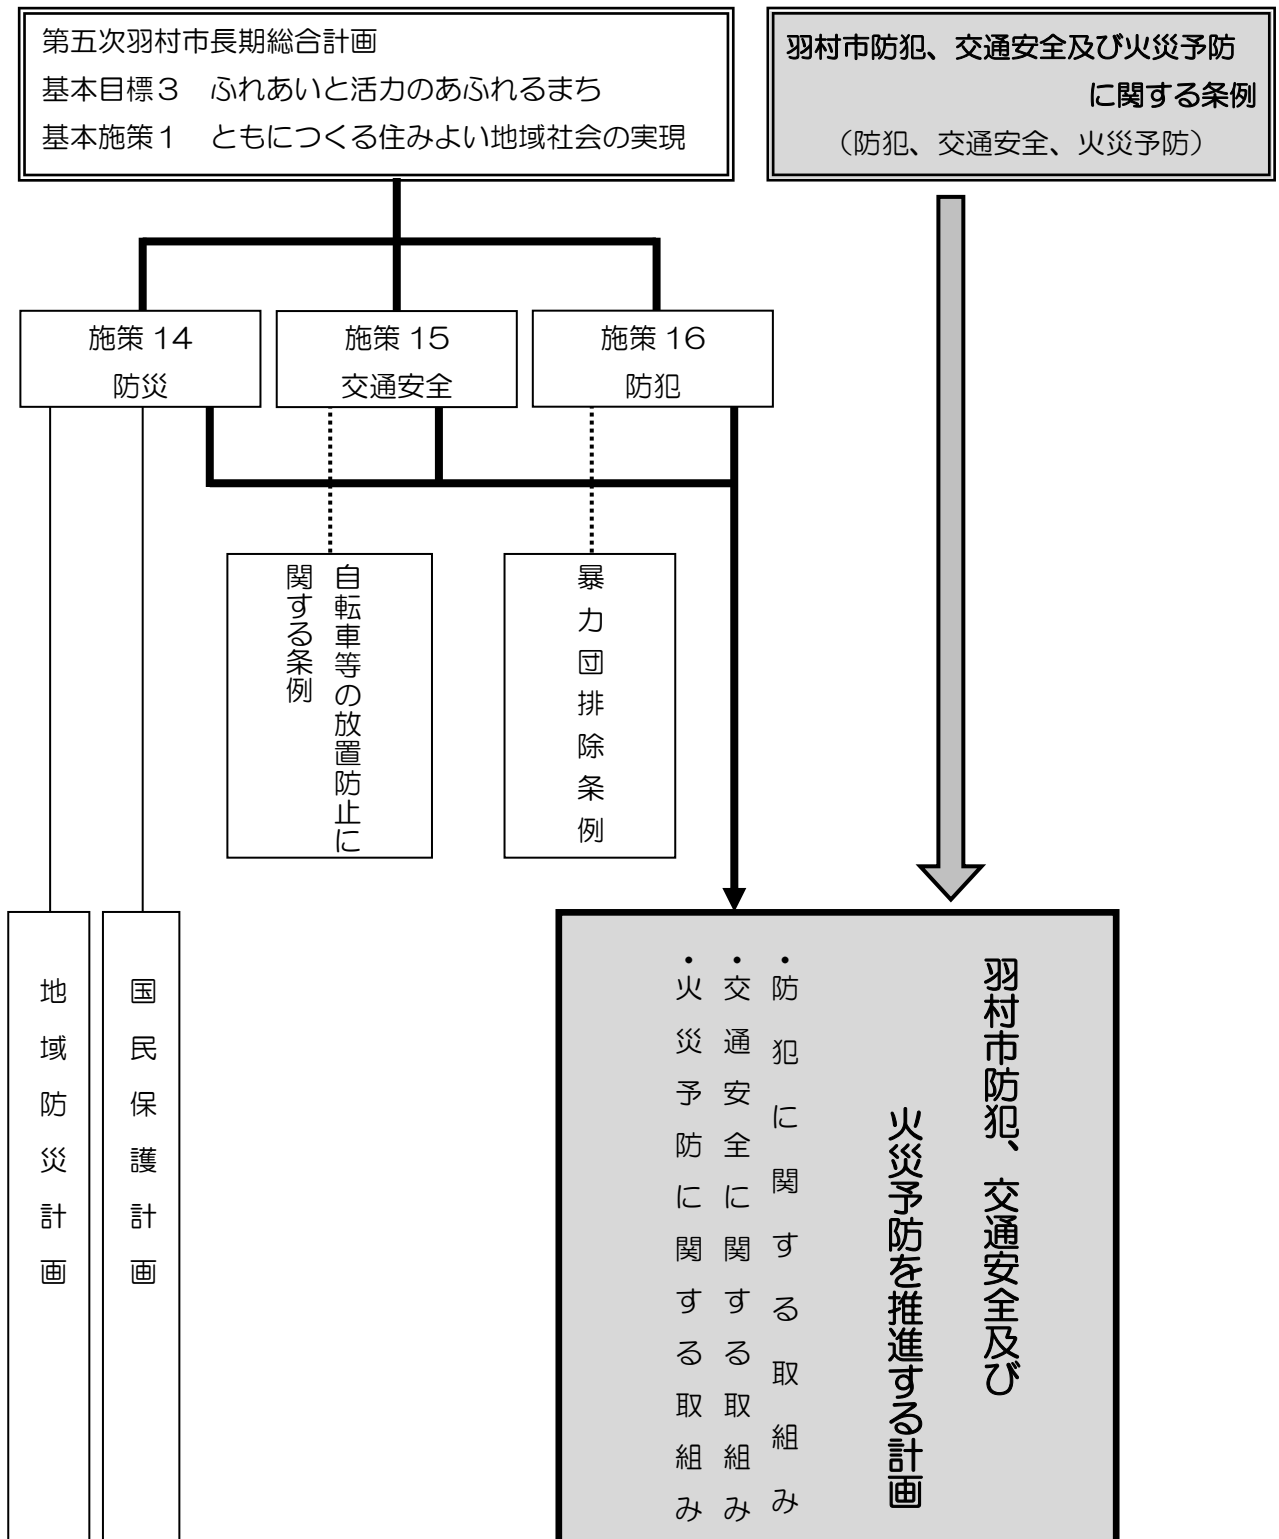 第五次羽村市長期総合計画
基本目標３　ふれあいと活力のあふれるまち
基本施策１　ともにつくる住みよい地域社会の実現
羽村市防犯、交通安全及び火災予防
に関する条例
（防犯、交通安全、火災予防）
施策 14
防災
施策 15
交通安全
施策 16
防犯
自転車等の放置防止に
関する条例
暴力団排除条例
地域防災計画
国民保護計画
羽村市防犯、交通安全及び
火災予防を推進する計画
・防犯に関する取組み
・交通安全に関する取組み
・火災予防に関する取組み